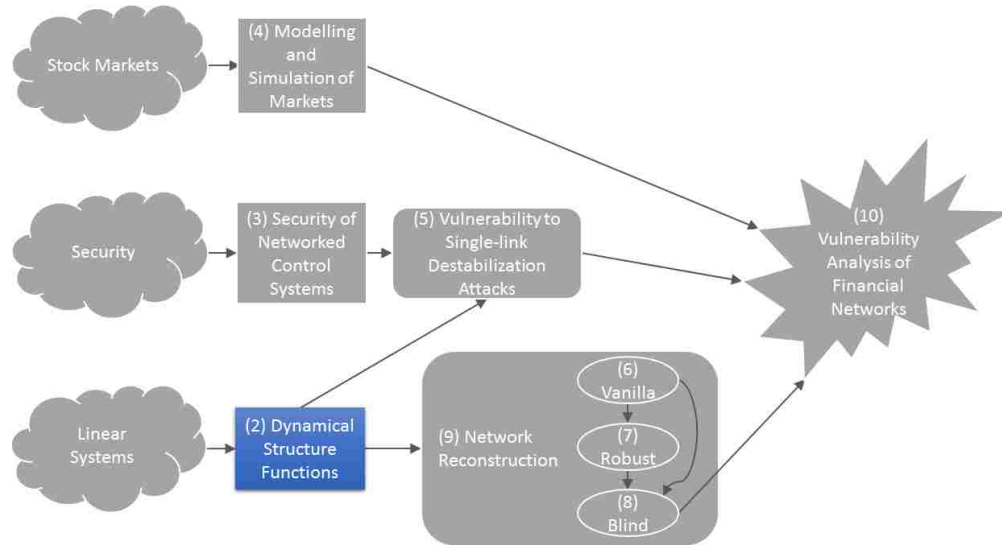 Stock Markets
(4) Modelling
and
Simulation of
Markets
Security
(3) Security of
Networked
Control
Systems
(5) Vulnerability to
Single-link
Destabilization
Attacks
(10)
Vulnerability
Analysis of
Financial
Networks
Linear
Systems
(2) Dynamical
Structure
Functions
(9) Network
Reconstruction
(6)
Vanilla
(7)
Robust
(8)
Blind